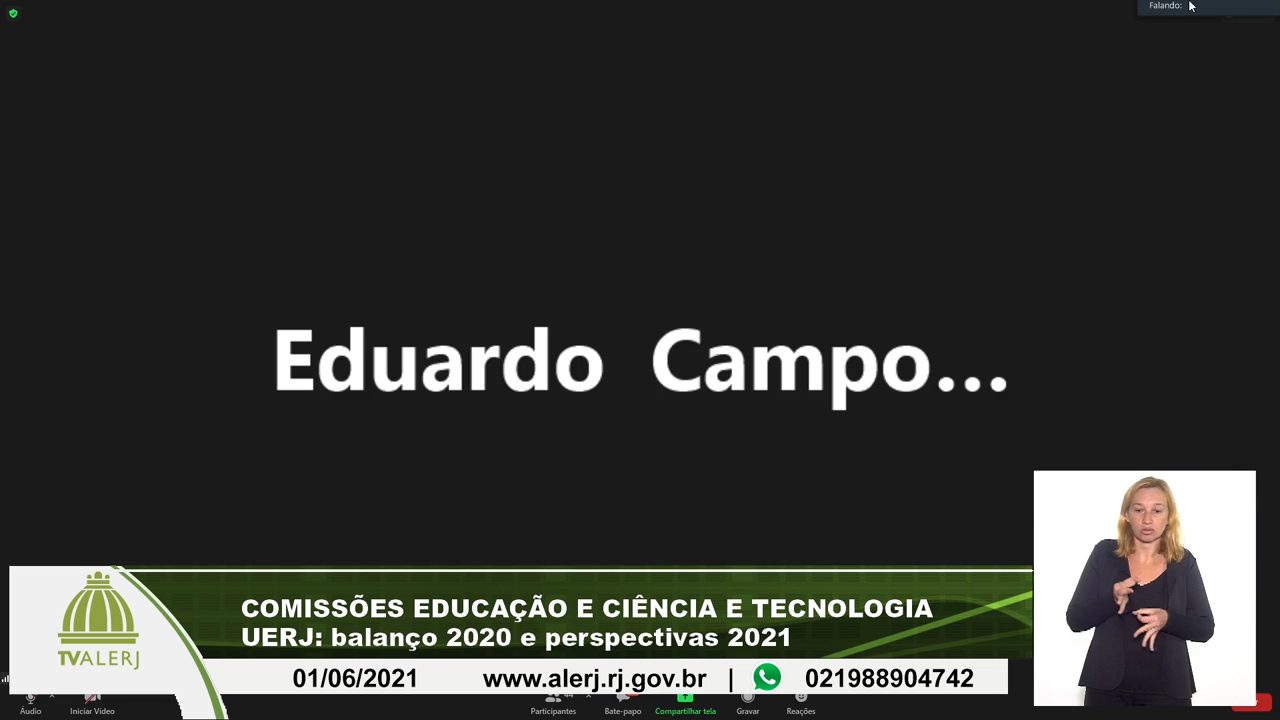 Falando:
Eduardo Campo...
COMISSÕES EDUCAÇÃO E CIÊNCIA E TECNOLOGIA
UERJ: balanço 2020 e perspectivas 2021
TVALERJ
01/06/2021 www.alerj.rj.gov.br | 021988904742
Áudio Iniciar Vídeo Participantes Bate-papo Compartilhar tela Gravar Reações